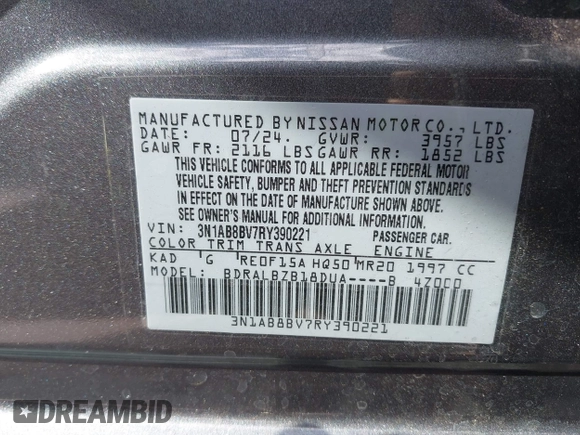 MANUFACTURED BY NISSAN MOTOR CO., LTD.
DATE: 07/24. GVWR: 3957 LBS
GAWR FR: 2116 LBS GAWR RR: 1852 LBS
THIS VEHICLE CONFORMS TO ALL APPLICABLE FEDERAL MOTOR
VEHICLE SAFETY, BUMPER AND THEFT PREVENTION STANDARDS
IN EFFECT ON THE DATE OF MANUFACTURE SHOWN ABOVE.
SEE OWNER'S MANUAL FOR ADDITIONAL INFORMATION.
VIN: 3N1AB8BV7RY390221 PASSENGER CAR.
COLOR TRIM TRANS AXLE ENGINE
KAD G RE0F15A HQ50 MR20 1997 CC
MODEL: BDRALBZB18DUA----B 4Z000
3N1AB8BV7RY390221
DREAMBID